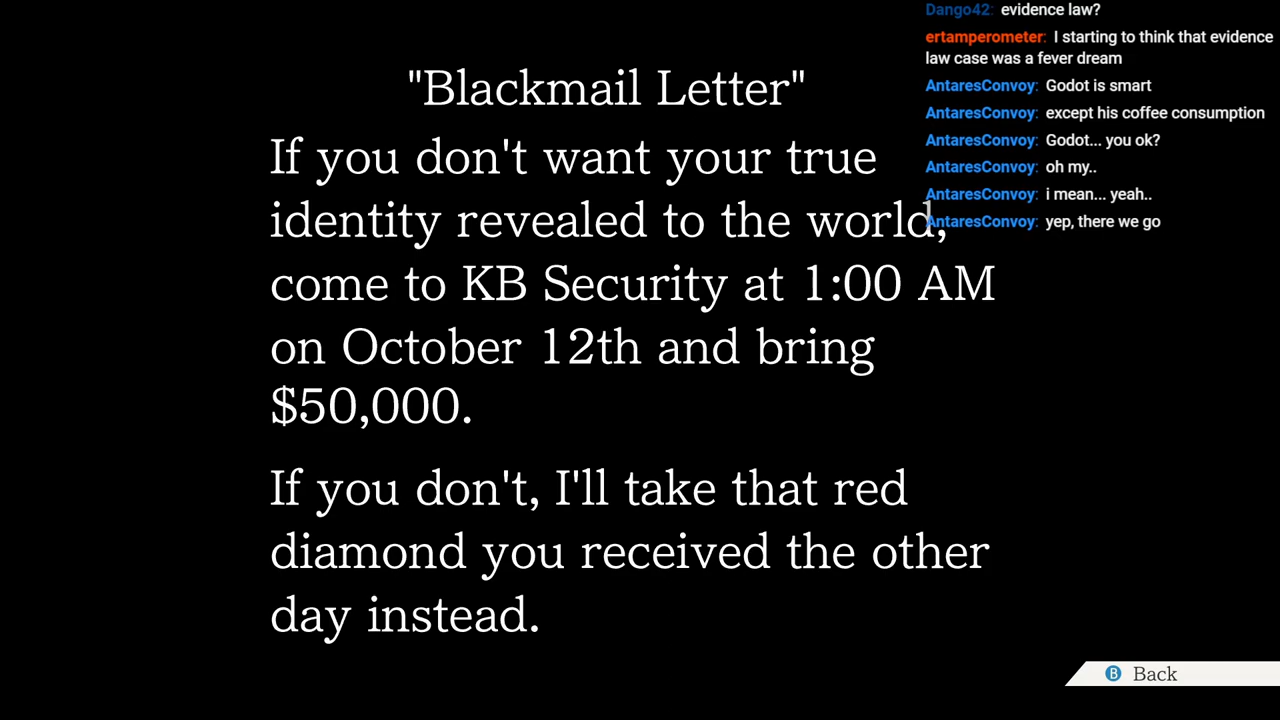 Dango42: evidence law?
ertamperometer: I starting to think that evidence
law case was a fever dream
AntaresConvoy: Godot is smart
AntaresConvoy: except his coffee consumption
AntaresConvoy: Godot... you ok?
AntaresConvoy: oh my..
AntaresConvoy: i mean... yeah..
AntaresConvoy: yep, there we go
"Blackmail Letter"
If you don't want your true
identity revealed to the world,
come to KB Security at 1:00 AM
on October 12th and bring
$50,000.
If you don't, I'll take that red
diamond you received the other
day instead.
B Back